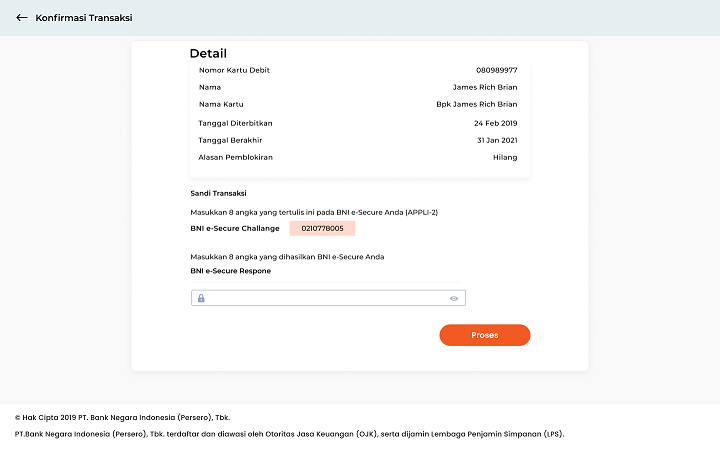 Konfirmasi Transaksi
Detail
Nomor Kartu Debit 080989977
Nama James Rich Brian
Nama Kartu Bpk James Rich Brian
Tanggal Diterbitkan 24 Feb 2019
Tanggal Berakhir 31 Jan 2021
Alasan Pemblokiran Hilang
Sandi Transaksi
Masukkan 8 angka yang tertulis ini pada BNI e-Secure Anda (APPLI-2)
BNI e-Secure Challange 0210778005
Masukkan 8 angka yang dihasilkan BNI e-Secure Anda
BNI e-Secure Respone
Proses
© Hak Cipta 2019 PT. Bank Negara Indonesia (Persero), Tbk.
PT.Bank Negara Indonesia (Persero), Tbk. terdaftar dan diawasi oleh Otoritas Jasa Keuangan (OJK), serta dijamin Lembaga Penjamin Simpanan (LPS).